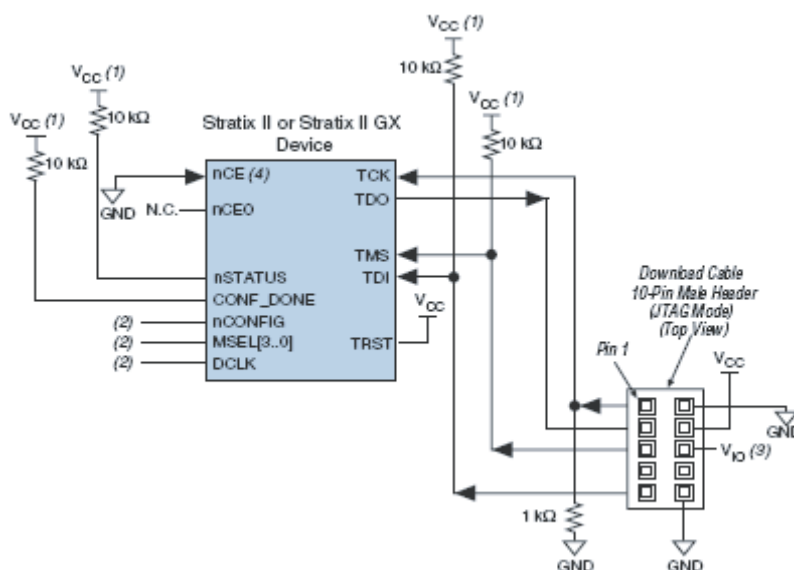 VCC (1)
10 kΩ
VCC (1)
10 kΩ
VCC (1)
10 kΩ
VCC (1)
10 kΩ
Stratix II or Stratix II GX
Device
nCE (4)
GND
N.C.
nCE0
nSTATUS
CONF_DONE
(2)
nCONFIG
(2)
MSEL[3..0]
(2)
DCLK
TCK
TDO
TMS
TDI
VCC
TRST
Download Cable
10-Pin Male Header
(JTAG Mode)
(Top View)
Pin 1
VCC
GND
VIO (3)
1 kΩ
GND
GND